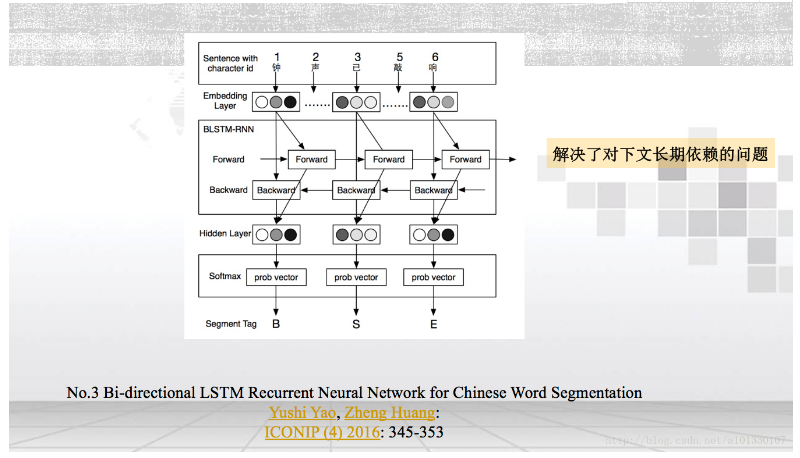 Sentence with character id
1 2 3 5 6
钟 声 已 敲 响
Embedding Layer
BLSTM-RNN
Forward Forward Forward Forward
Backward Backward Backward Backward
Hidden Layer
Softmax prob vector prob vector prob vector
Segment Tag B S E
解决了对下文长期依赖的问题
No.3 Bi-directional LSTM Recurrent Neural Network for Chinese Word Segmentation
Yushi Yao, Zheng Huang:
ICONIP (4) 2016: 345-353